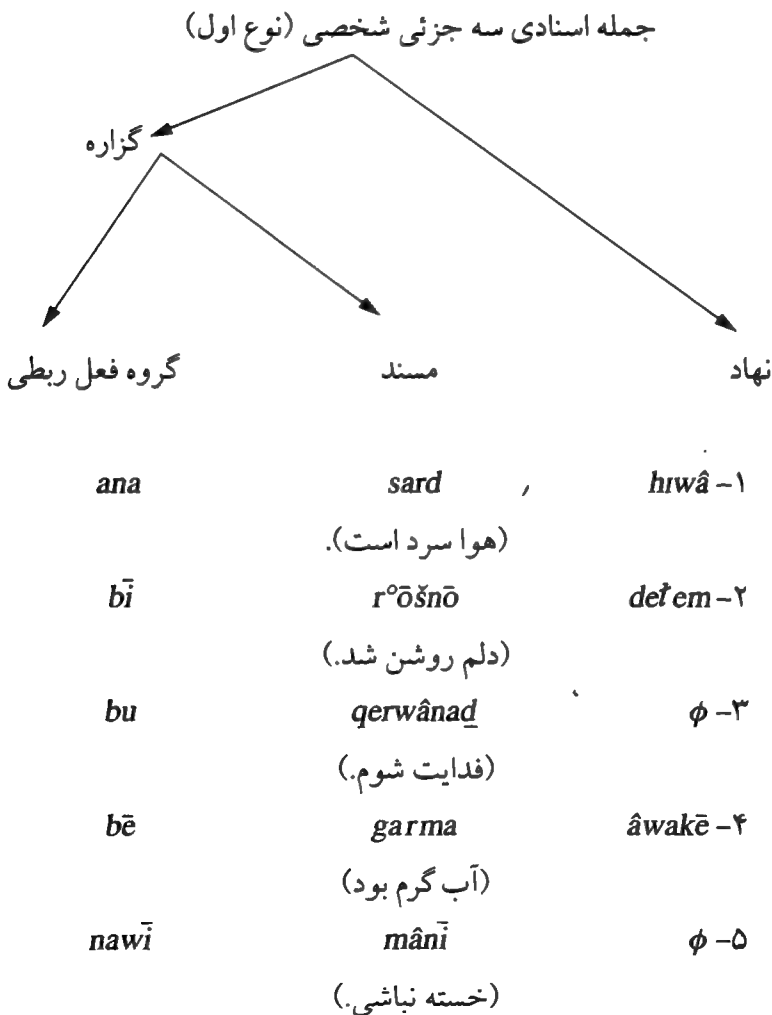 جمله اسنادی سه جزئی شخصی (نوع اول)
گزاره
نهاد مسند گروه فعل ربطی
۱- hıwâ sard ana
(هوا سرد است).
۲- deƚem r°ōšnō bī
(دلم روشن شد.)
۳- ϕ qerwânaḏ bu
(فدایت شوم.)
۴- âwakē garma bē
(آب گرم بود)
۵- ϕ mânī nawī
(خسته نباشی.)